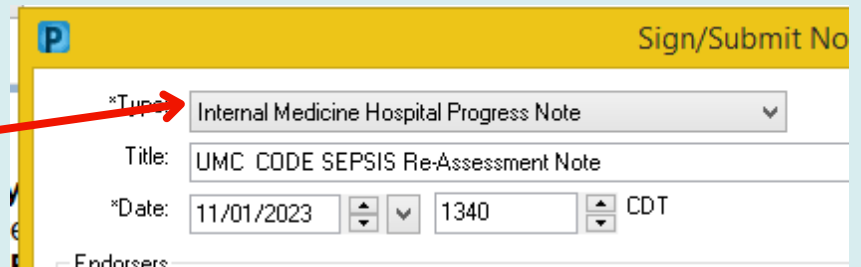 P Sign/Submit No
*Type: Internal Medicine Hospital Progress Note
Title: UMC CODE SEPSIS Re-Assessment Note
*Date: 11/01/2023 1340 CDT
Endorsers